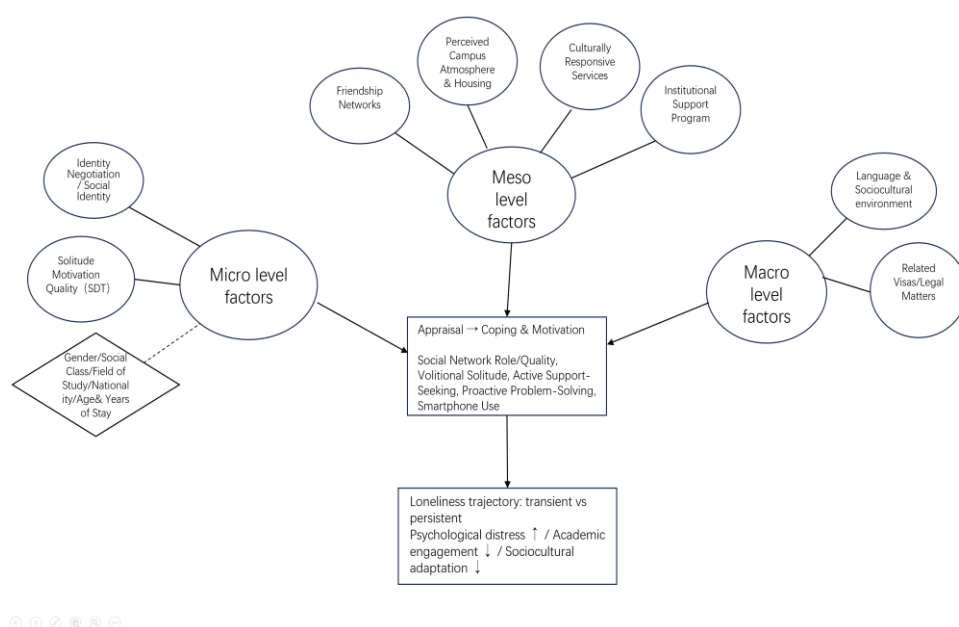 Perceived
Campus
Atmosphere
& Housing
Culturally
Responsive
Services
Friendship
Networks
Institutional
Support
Program
Identity
Negotiation
/ Social
Identity
Meso
level
factors
Language &
Sociocultural
environment
Solitude
Motivation
Quality（SDT）
Micro level
factors
Macro
level
factors
Related
Visas/Legal
Matters
Gender/Social
Class/Field of
Study/National
ity/Age& Years
of Stay
Appraisal → Coping & Motivation
Social Network Role/Quality,
Volitional Solitude, Active Support-
Seeking, Proactive Problem-Solving,
Smartphone Use
Loneliness trajectory: transient vs
persistent
Psychological distress ↑ / Academic
engagement ↓ / Sociocultural
adaptation ↓